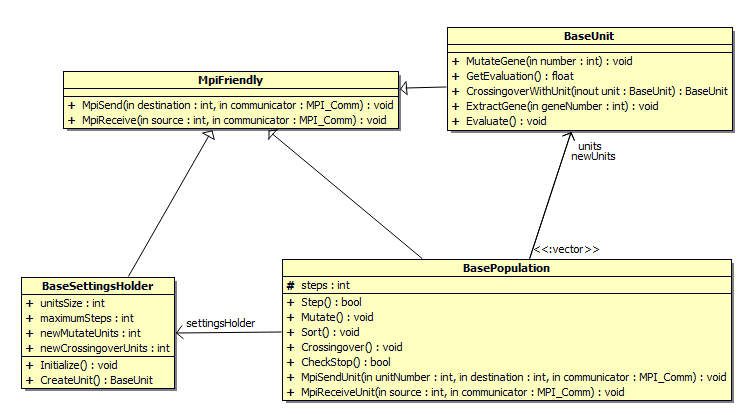 BaseUnit
+ MutateGene(in number : int) : void
+ GetEvaluation() : float
+ CrossingoverWithUnit(inout unit : BaseUnit) : BaseUnit
+ ExtractGene(in geneNumber : int) : void
+ Evaluate() : void
MpiFriendly
+ MpiSend(in destination : int, in communicator : MPI_Comm) : void
+ MpiReceive(in source : int, in communicator : MPI_Comm) : void
units
newUnits
<<:vector>>
BaseSettingsHolder
+ unitsSize : int
+ maximumSteps : int
+ newMutateUnits : int
+ newCrossingoverUnits : int
+ Initialize() : void
+ CreateUnit() : BaseUnit
settingsHolder
BasePopulation
# steps : int
+ Step() : bool
+ Mutate() : void
+ Sort() : void
+ Crossingover() : void
+ CheckStop() : bool
+ MpiSendUnit(in unitNumber : int, in destination : int, in communicator : MPI_Comm) : void
+ MpiReceiveUnit(in source : int, in communicator : MPI_Comm) : void